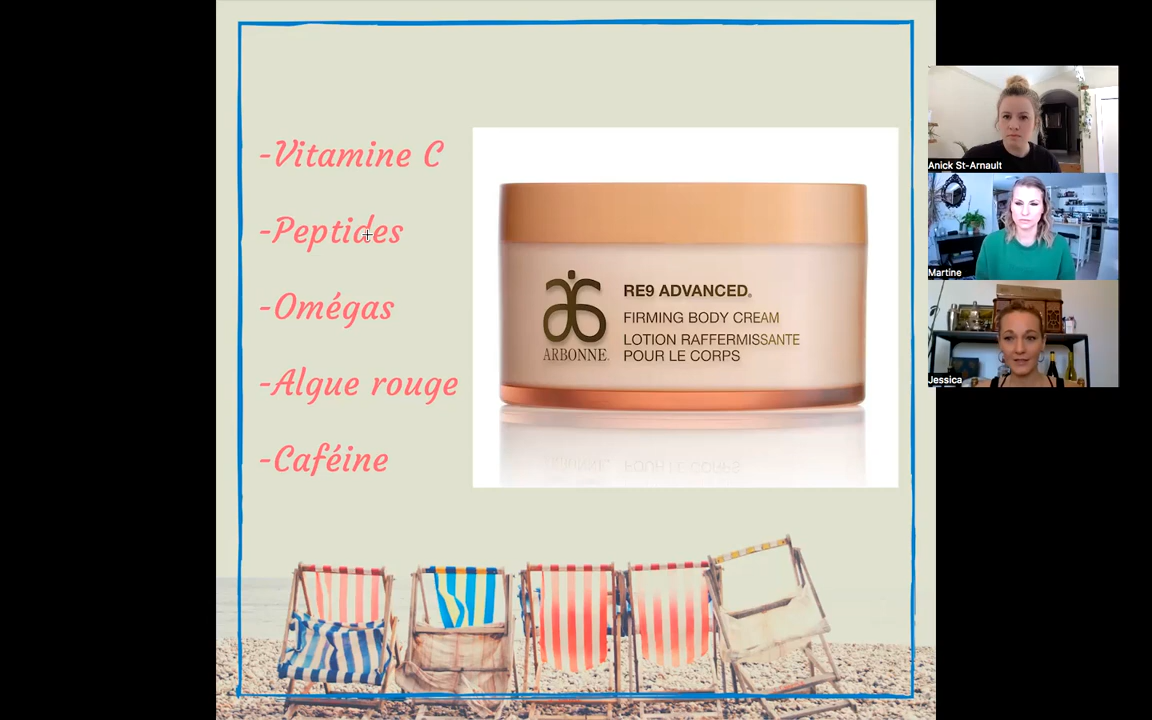 -Vitamine C
-Peptides
-Omégas
-Algue rouge
-Caféine
RE9 ADVANCED.
FIRMING BODY CREAM
LOTION RAFFERMISSANTE
POUR LE CORPS
ARBONNE
Anick St-Arnault
Martine
Jessica